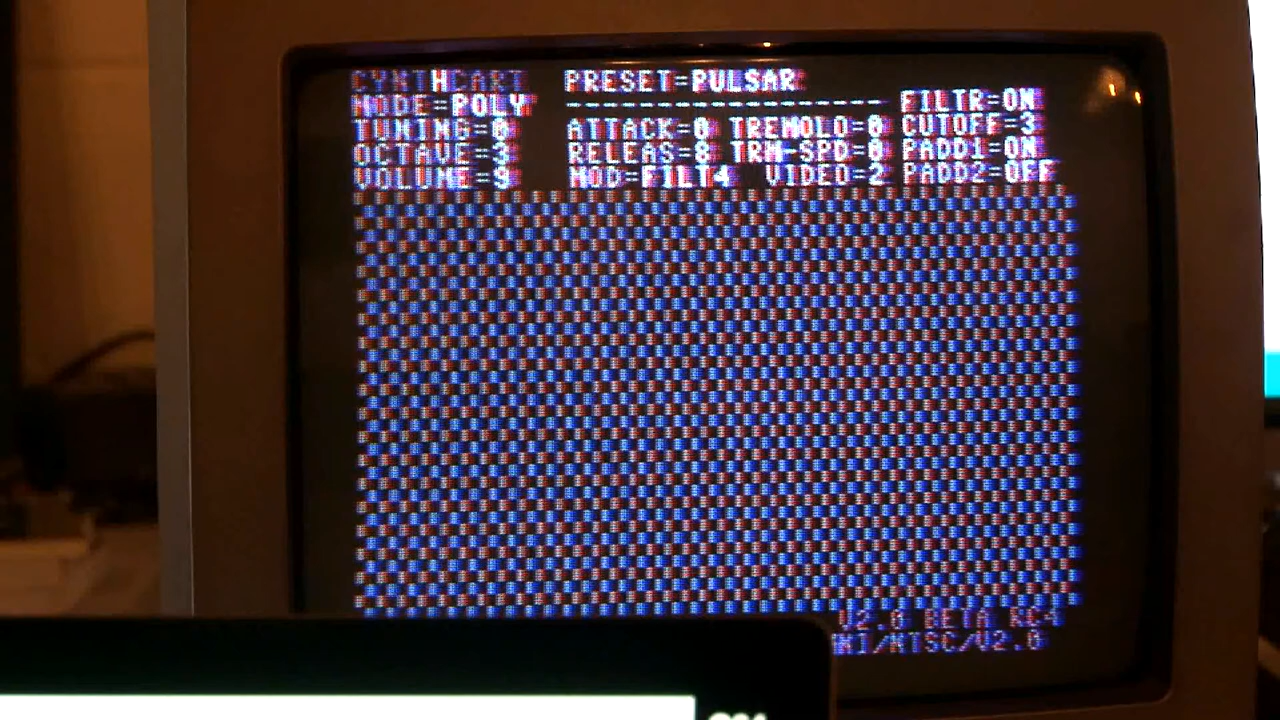 CYNTHCART PRESET=PULSAR
MODE=POLY ------------------ FILTR=ON
TUNING=0 ATTACK=0 TREMOLO=0 CUTOFF=3
OCTAVE=3 RELEAS=8 TRM-SPD=0 PADD1=ON
VOLUME=9 MOD=FILT4 VIDEO=2 PADD2=OFF
V2.0 BETA RC4
/NTSC/V2.0